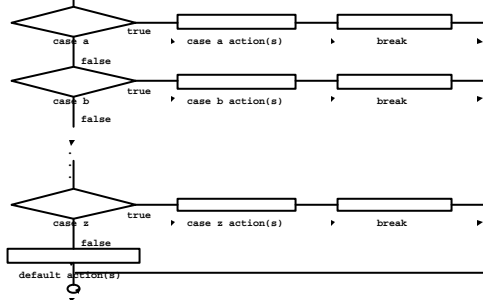 true
case a case a action(s) break
false
true
case b case b action(s) break
false
true
case z case z action(s) break
false
default action(s)